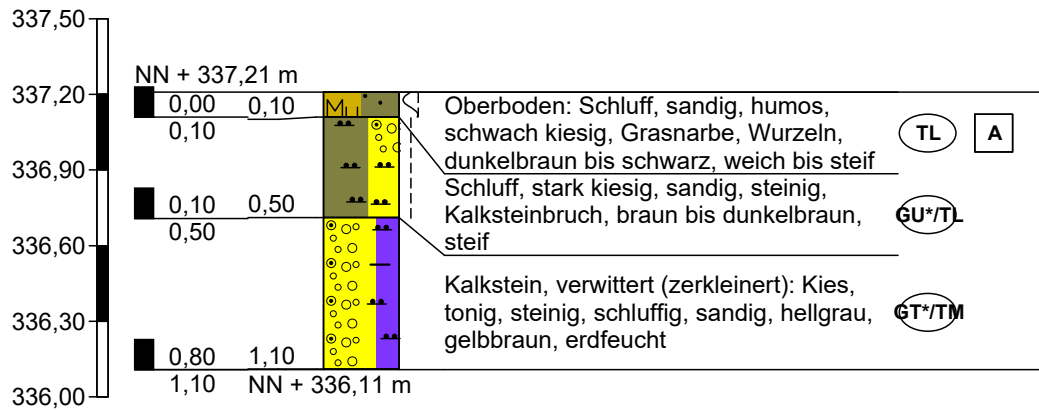 337,50
NN + 337,21 m
337,20
0,00 0,10
0,10
Mu
Oberboden: Schluff, sandig, humos,
schwach kiesig, Grasnarbe, Wurzeln,
dunkelbraun bis schwarz, weich bis steif
TL
A
336,90
0,10 0,50
0,50
Schluff, stark kiesig, sandig, steinig,
Kalksteinbruch, braun bis dunkelbraun,
steif
GU*/TL
336,60
336,30
Kalkstein, verwittert (zerkleinert): Kies,
tonig, steinig, schluffig, sandig, hellgrau,
gelbbraun, erdfeucht
GT*/TM
0,80 1,10
1,10 NN + 336,11 m
336,00